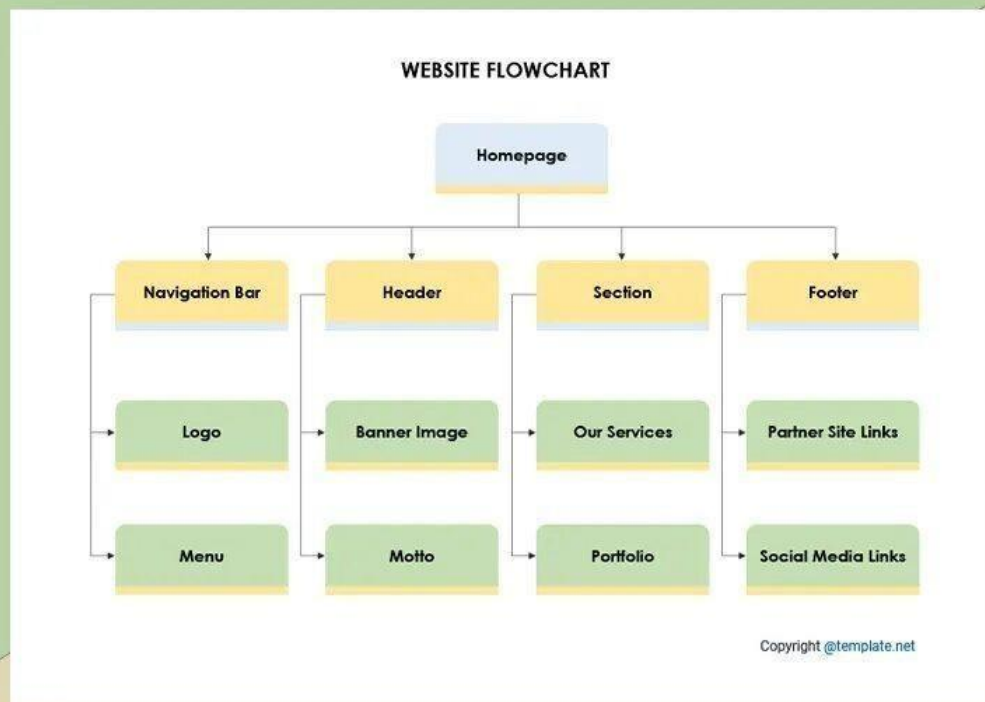 WEBSITE FLOWCHART
Homepage
Navigation Bar
Header
Section
Footer
Logo
Banner Image
Our Services
Partner Site Links
Menu
Motto
Portfolio
Social Media Links
Copyright @template.net